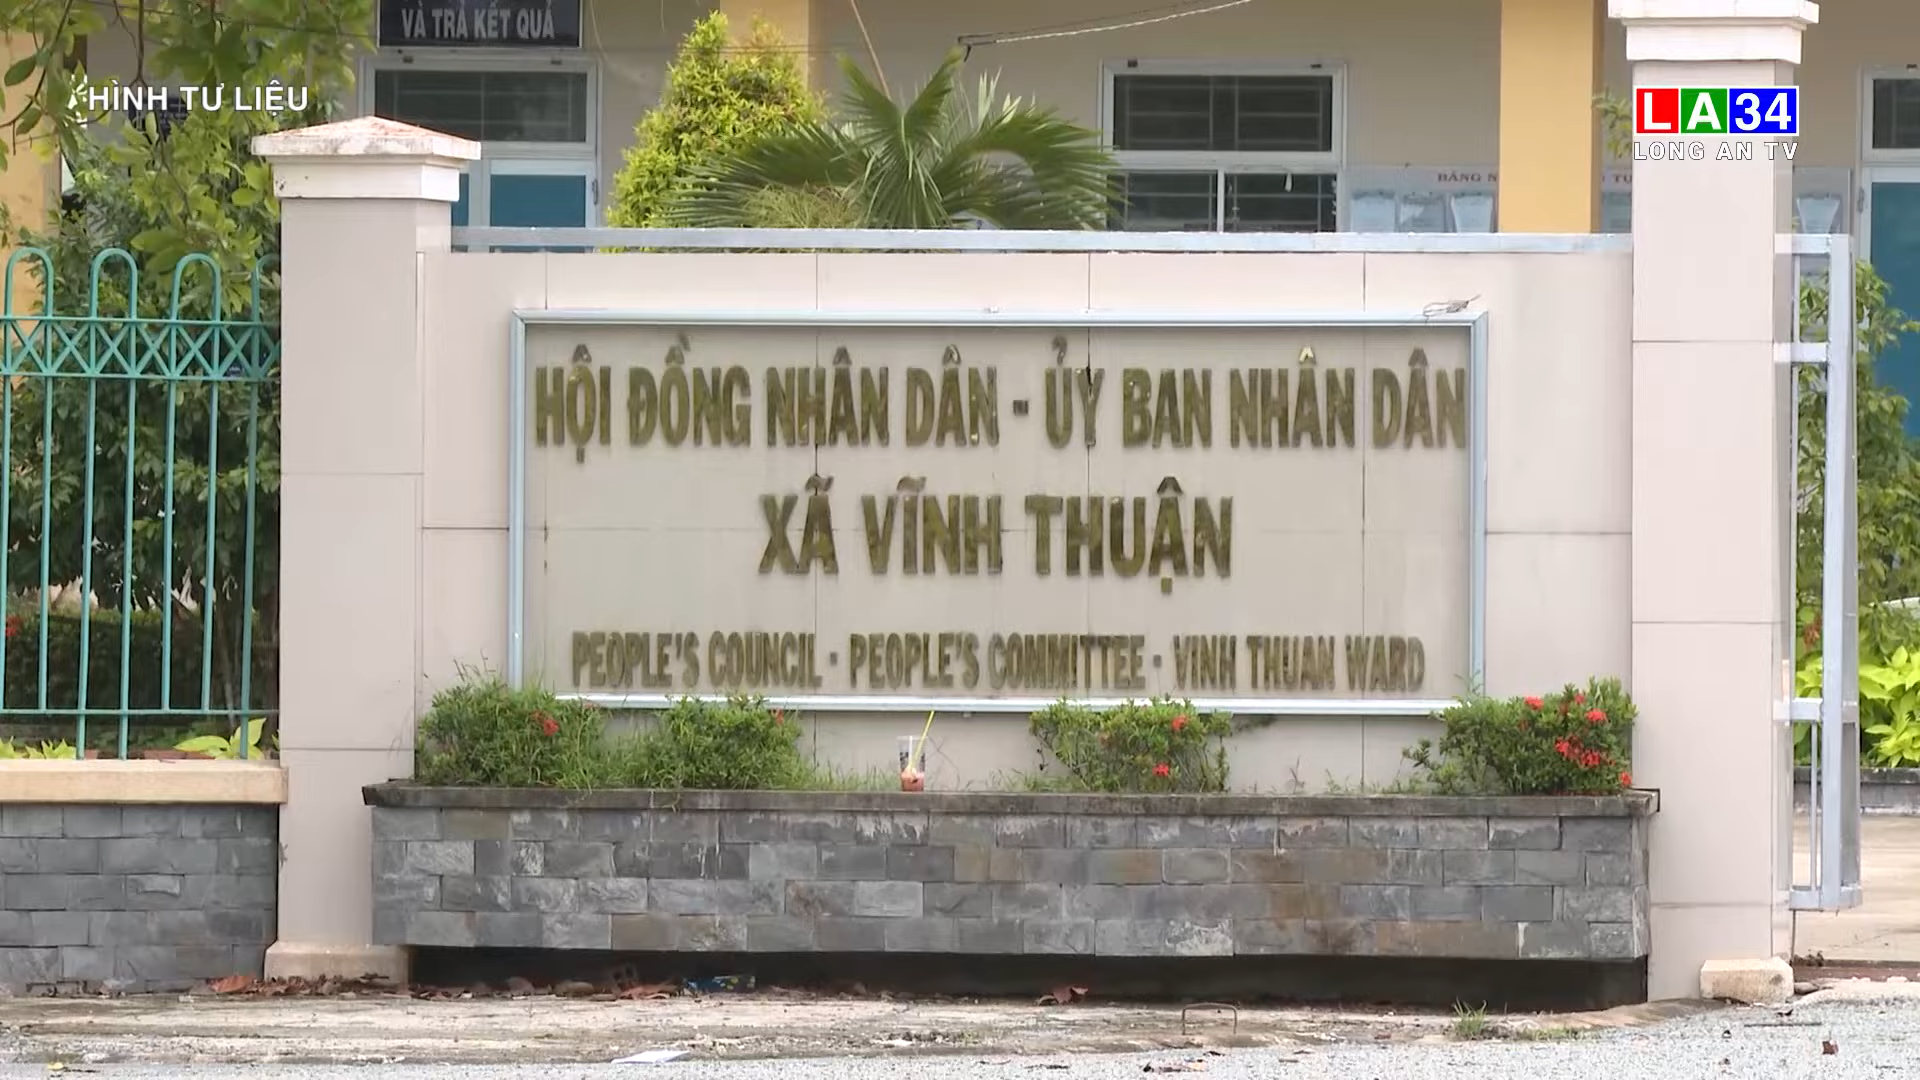 VÀ TRẢ KẾT QUẢ
HÌNH TƯ LIỆU
LA34
LONG AN TV
HỘI ĐỒNG NHÂN DÂN - ỦY BAN NHÂN DÂN
XÃ VĨNH THUẬN
PEOPLE'S COUNCIL - PEOPLE'S COMMITTEE - VINH THUAN WARD